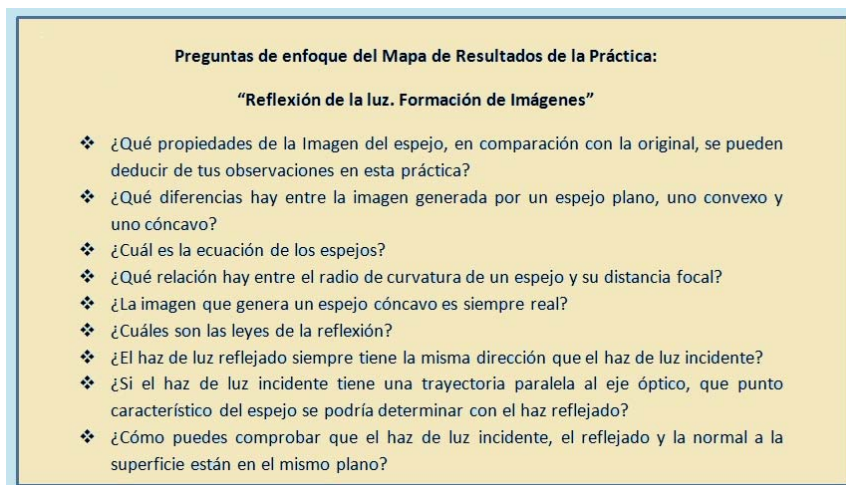 Preguntas de enfoque del Mapa de Resultados de la Práctica:
“Reflexión de la luz. Formación de Imágenes”
❖ ¿Qué propiedades de la Imagen del espejo, en comparación con la original, se pueden
deducir de tus observaciones en esta práctica?
❖ ¿Qué diferencias hay entre la imagen generada por un espejo plano, uno convexo y
uno cóncavo?
❖ ¿Cuál es la ecuación de los espejos?
❖ ¿Qué relación hay entre el radio de curvatura de un espejo y su distancia focal?
❖ ¿La imagen que genera un espejo cóncavo es siempre real?
❖ ¿Cuáles son las leyes de la reflexión?
❖ ¿El haz de luz reflejado siempre tiene la misma dirección que el haz de luz incidente?
❖ ¿Si el haz de luz incidente tiene una trayectoria paralela al eje óptico, que punto
característico del espejo se podría determinar con el haz reflejado?
❖ ¿Cómo puedes comprobar que el haz de luz incidente, el reflejado y la normal a la
superficie están en el mismo plano?